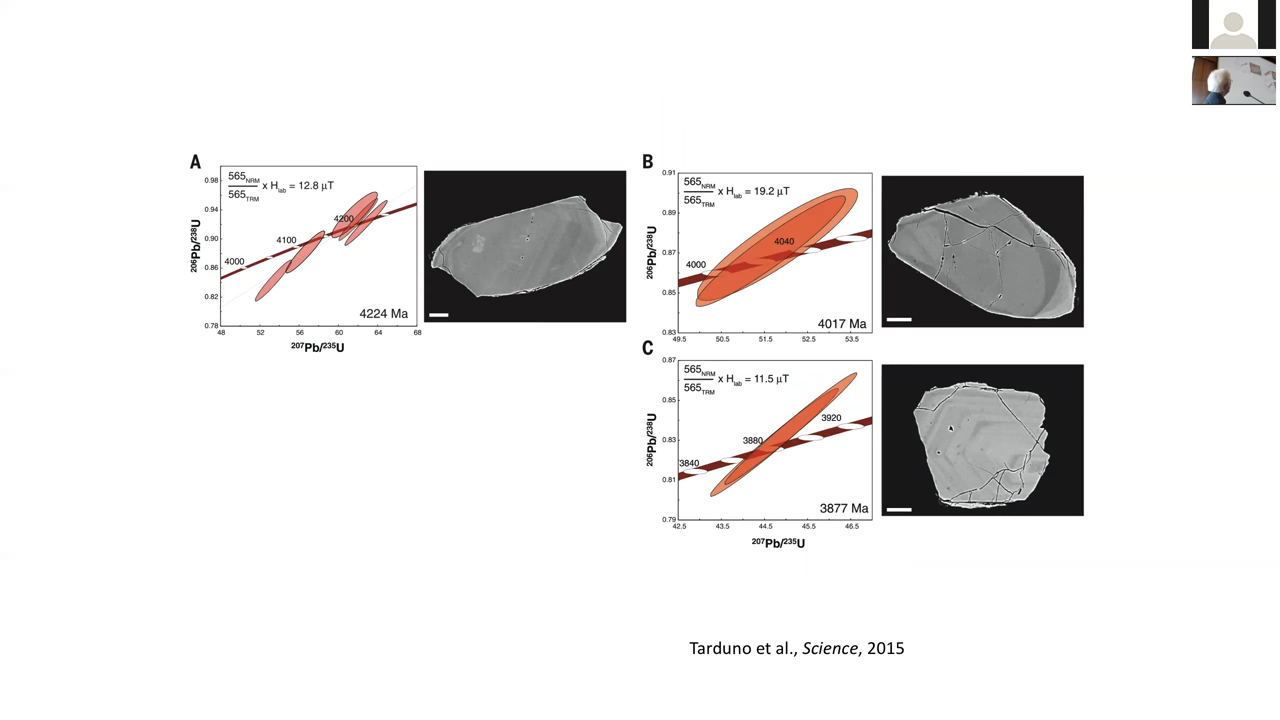 A
565NRM
565TRM
x Hlab = 12.8 μT
0.98
0.94
0.90
0.86
0.82
0.78
206Pb/238U
4000
4100
4200
4224 Ma
48 52 56 60 64 68
207Pb/235U
B
565NRM
565TRM
x Hlab = 19.2 μT
0.91
0.89
0.87
0.85
0.83
206Pb/238U
4000
4040
4017 Ma
49.5 50.5 51.5 52.5 53.5
C
565NRM
565TRM
x Hlab = 11.5 μT
0.87
0.85
0.83
0.81
0.79
206Pb/238U
3840
3880
3920
3877 Ma
42.5 43.5 44.5 45.5 46.5
207Pb/235U
Tarduno et al., Science, 2015